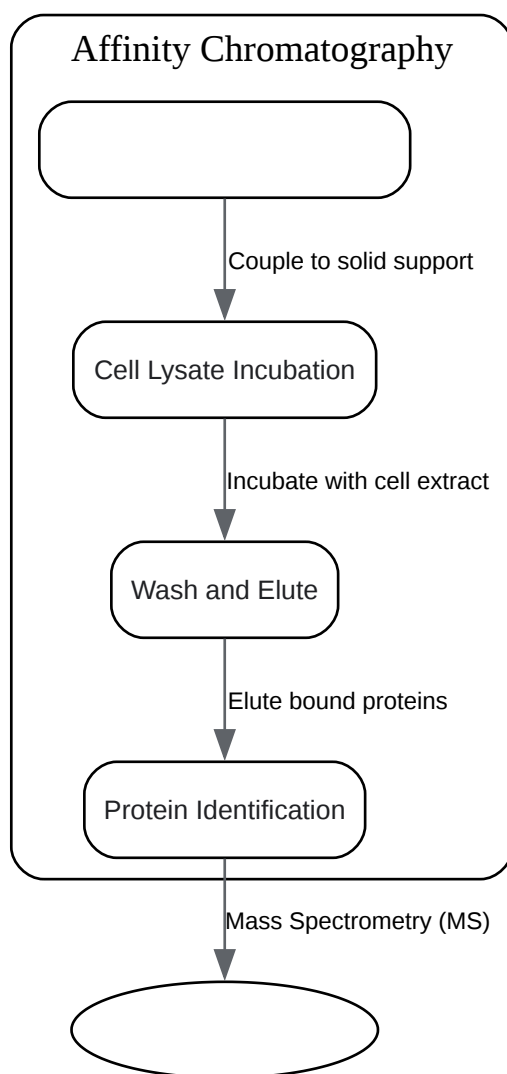 Affinity Chromatography
Couple to solid support
Cell Lysate Incubation
Incubate with cell extract
Wash and Elute
Elute bound proteins
Protein Identification
Mass Spectrometry (MS)